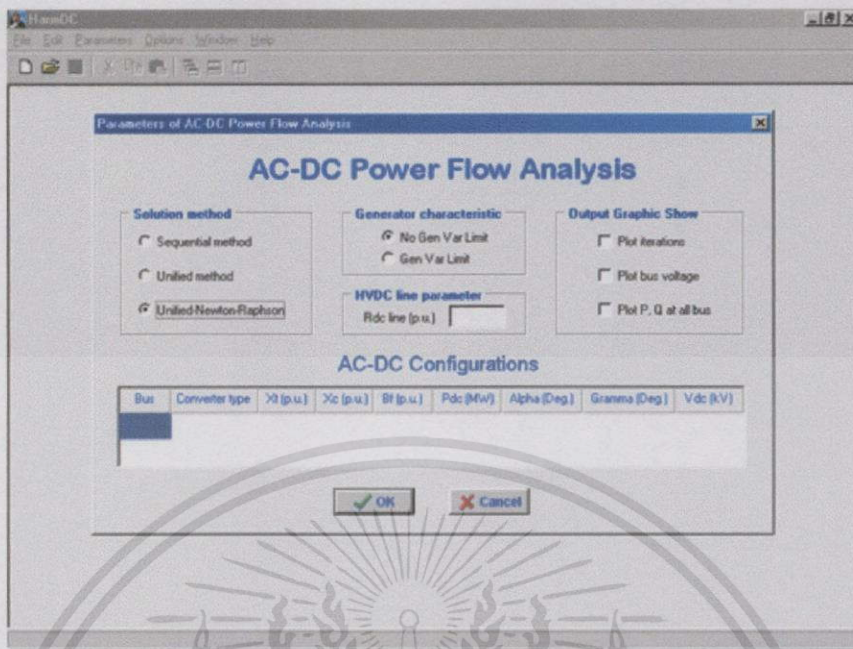 HarmDC
File Edit Parameters Options Window Help
Parameters of AC-DC Power Flow Analysis
AC-DC Power Flow Analysis
Solution method
Sequential method
Unified method
Unified-Newton-Raphson
Generator characteristic
No Gen Var Limit
Gen Var Limit
HVDC line parameter
Rdc line (p.u.)
Output Graphic Show
Plot iterations
Plot bus voltage
Plot P, Q at all bus
AC-DC Configurations
Bus Converter type Xt (p.u.) Xc (p.u.) Bf (p.u.) Pdc (MW) Alpha (Deg.) Gramma (Deg.) Vdc (kV)
OK Cancel